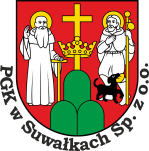 PGK w Suwałkach Sp. z o.o.